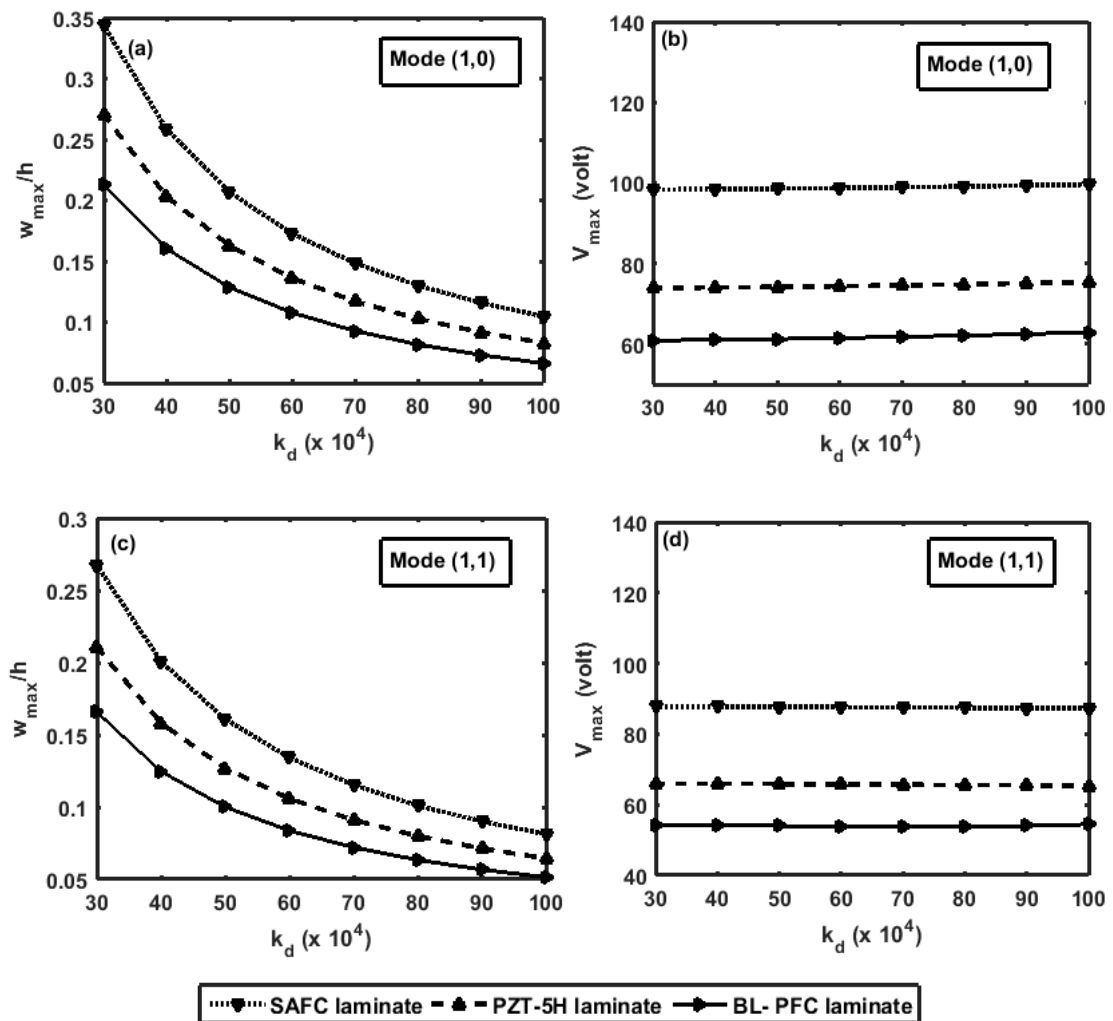 (a)
Mode (1,0)
0.35
0.3
0.25
0.2
0.15
0.1
0.05
w_max/h
30 40 50 60 70 80 90 100
k_d (x 10^4)
(b)
Mode (1,0)
140
120
100
80
60
V_max (volt)
30 40 50 60 70 80 90 100
k_d (x 10^4)
(c)
Mode (1,1)
0.3
0.25
0.2
0.15
0.1
0.05
w_max/h
30 40 50 60 70 80 90 100
k_d (x 10^4)
(d)
Mode (1,1)
140
120
100
80
60
40
V_max (volt)
30 40 50 60 70 80 90 100
k_d (x 10^4)
SAFC laminate PZT-5H laminate BL- PFC laminate